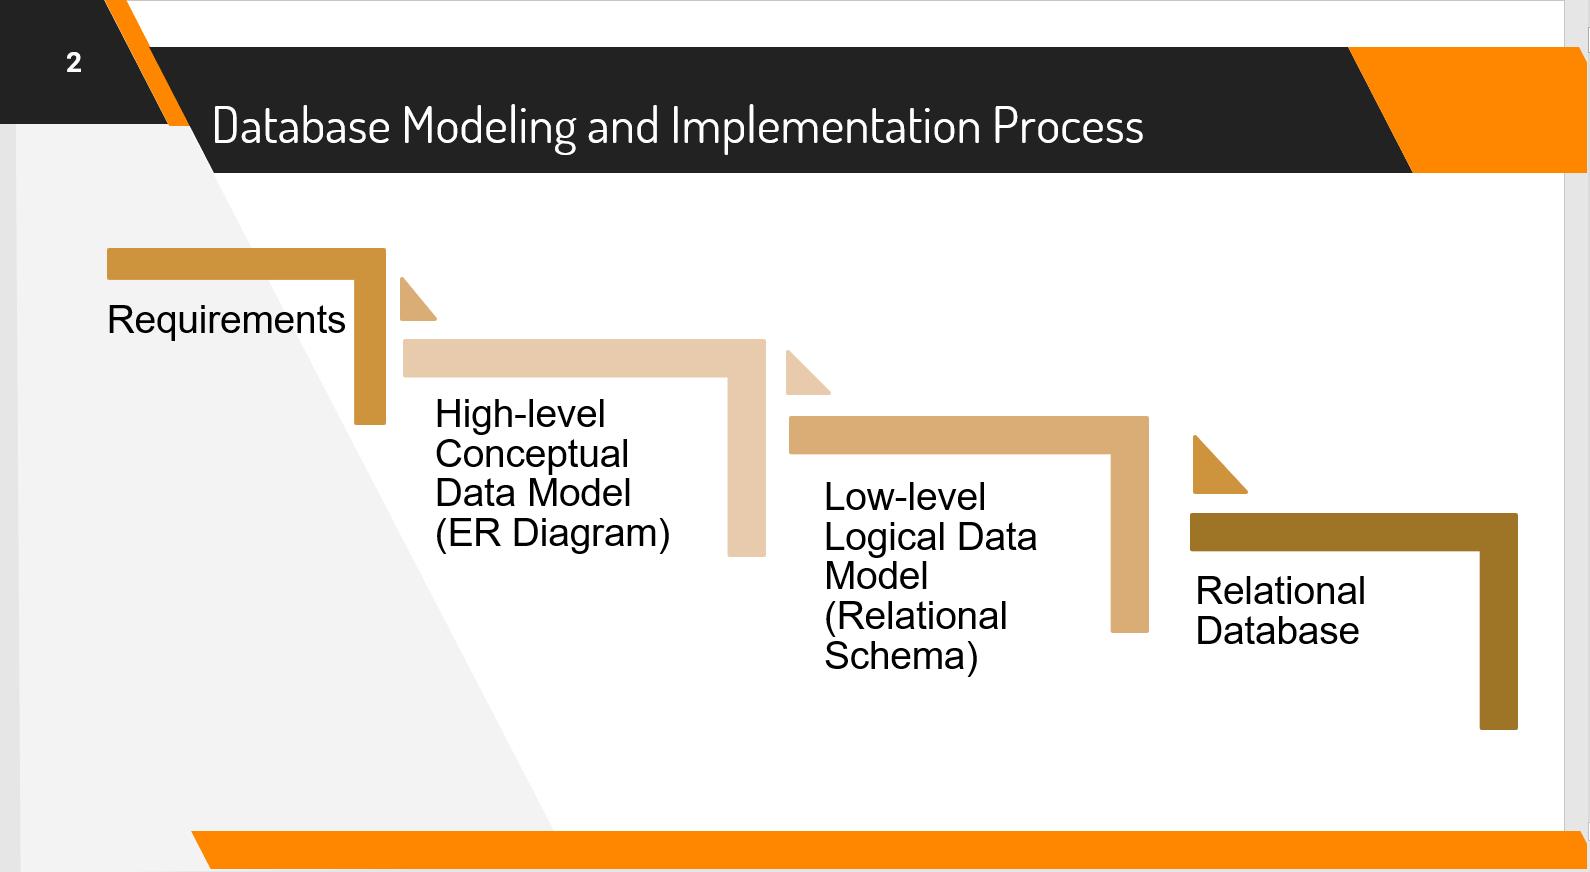 2
Database Modeling and Implementation Process
Requirements
High-level
Conceptual
Data Model
(ER Diagram)
Low-level
Logical Data
Model
(Relational
Schema)
Relational
Database